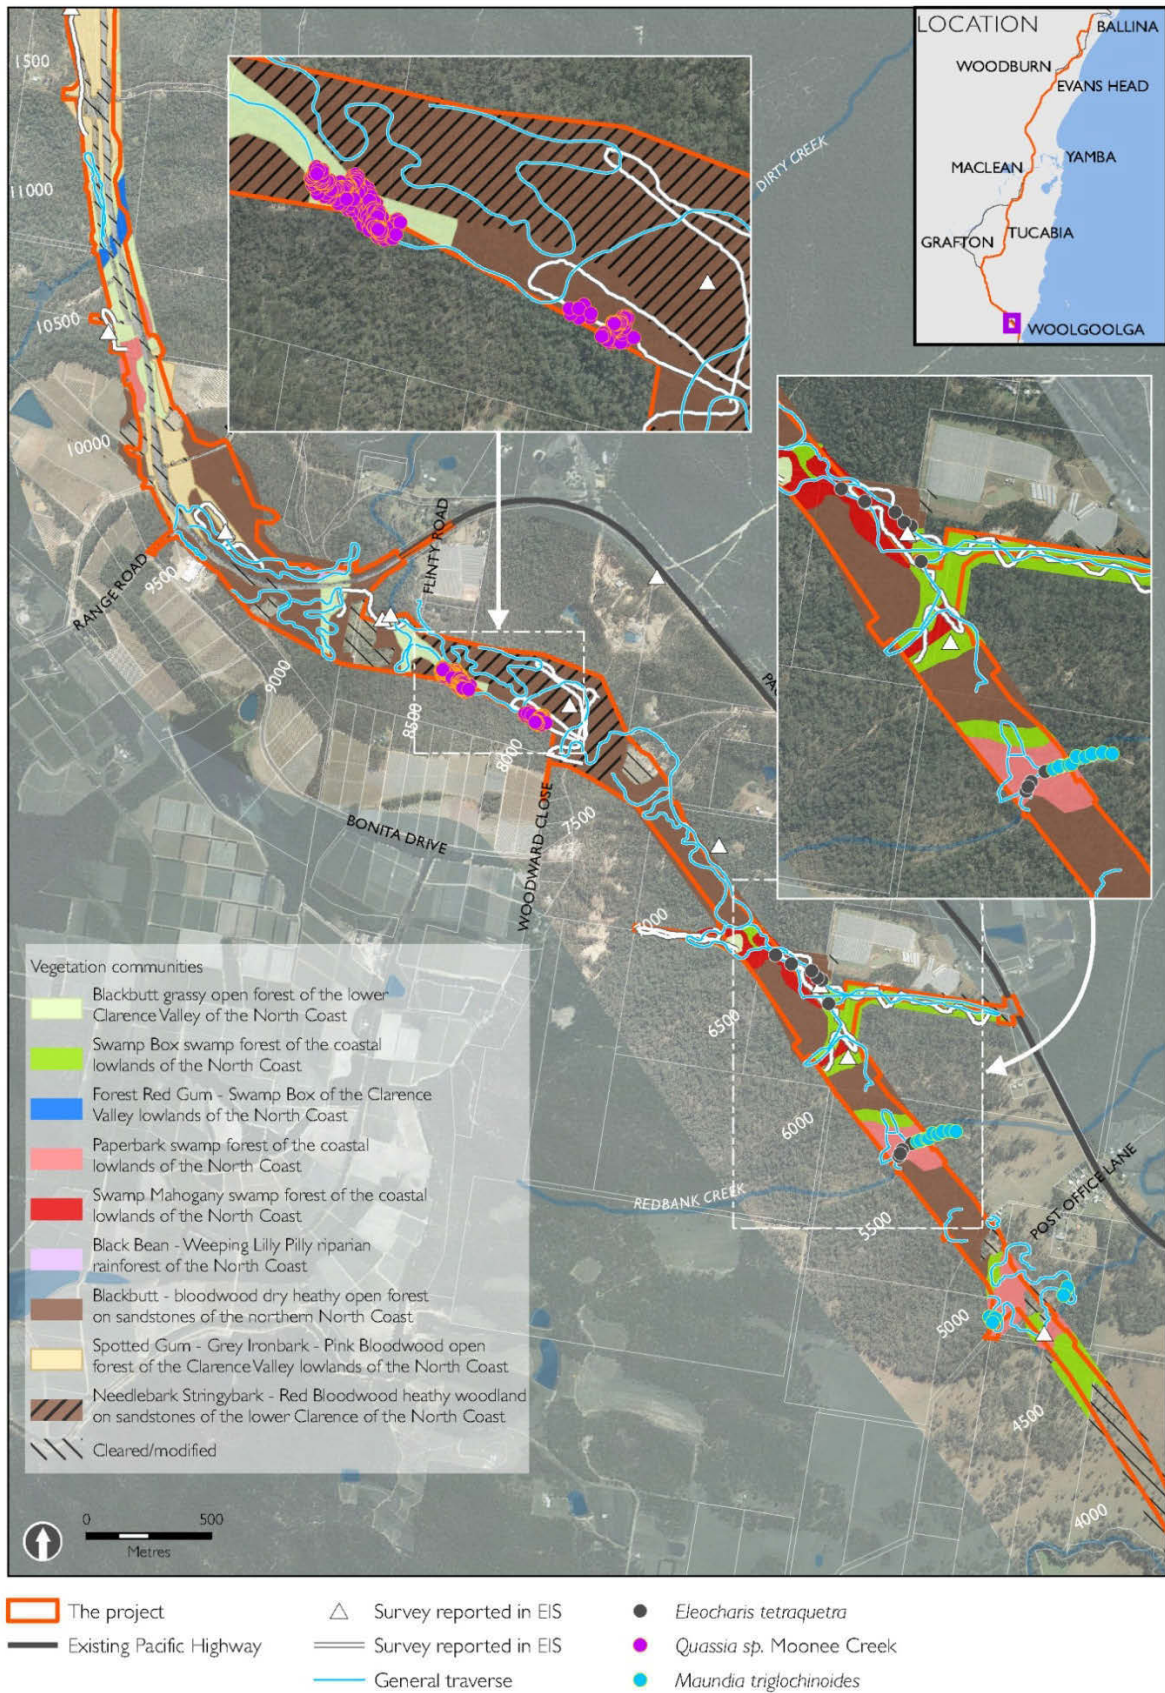 LOCATION
BALLINA
WOODBURN
EVANS HEAD
MACLEAN
YAMBA
GRAFTON
TUCABIA
WOOLGOOLGA
1500
11000
10500
10000
DIRTY CREEK
RANGE ROAD
9500
FLINTY ROAD
9000
8500
8000
7500
BONITA DRIVE
WOODWARD CLOSE
6500
6000
REDBANK CREEK
5500
POST OFFICE LANE
5000
4500
4000
Vegetation communities
Blackbutt grassy open forest of the lower
Clarence Valley of the North Coast
Swamp Box swamp forest of the coastal
lowlands of the North Coast
Forest Red Gum - Swamp Box of the Clarence
Valley lowlands of the North Coast
Paperbark swamp forest of the coastal
lowlands of the North Coast
Swamp Mahogany swamp forest of the coastal
lowlands of the North Coast
Black Bean - Weeping Lilly Pilly riparian
rainforest of the North Coast
Blackbutt - bloodwood dry heathy open forest
on sandstones of the northern North Coast
Spotted Gum - Grey Ironbark - Pink Bloodwood open
forest of the Clarence Valley lowlands of the North Coast
Needlebark Stringybark - Red Bloodwood heathy woodland
on sandstones of the lower Clarence of the North Coast
Cleared/modified
0 500
Metres
The project
Existing Pacific Highway
Survey reported in EIS
Survey reported in EIS
General traverse
Eleocharis tetraquetra
Quassia sp. Moonee Creek
Maundia triglochinoides